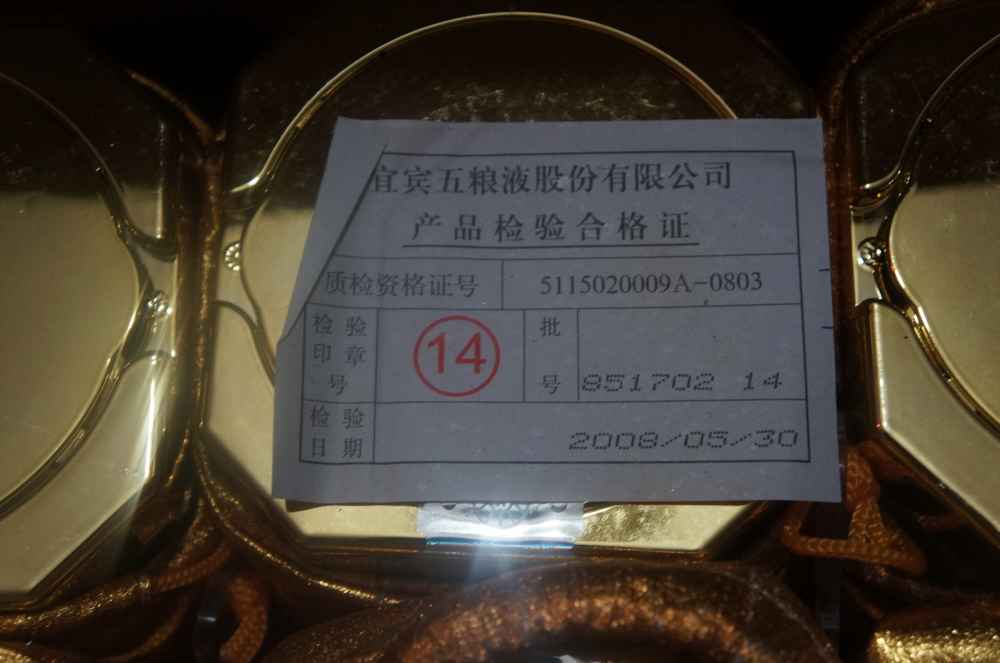 宜宾五粮液股份有限公司
产品检验合格证
质检资格证号 5115020009A-0803
检验印章号 14 批号 851702 14
检验日期 2008/05/30